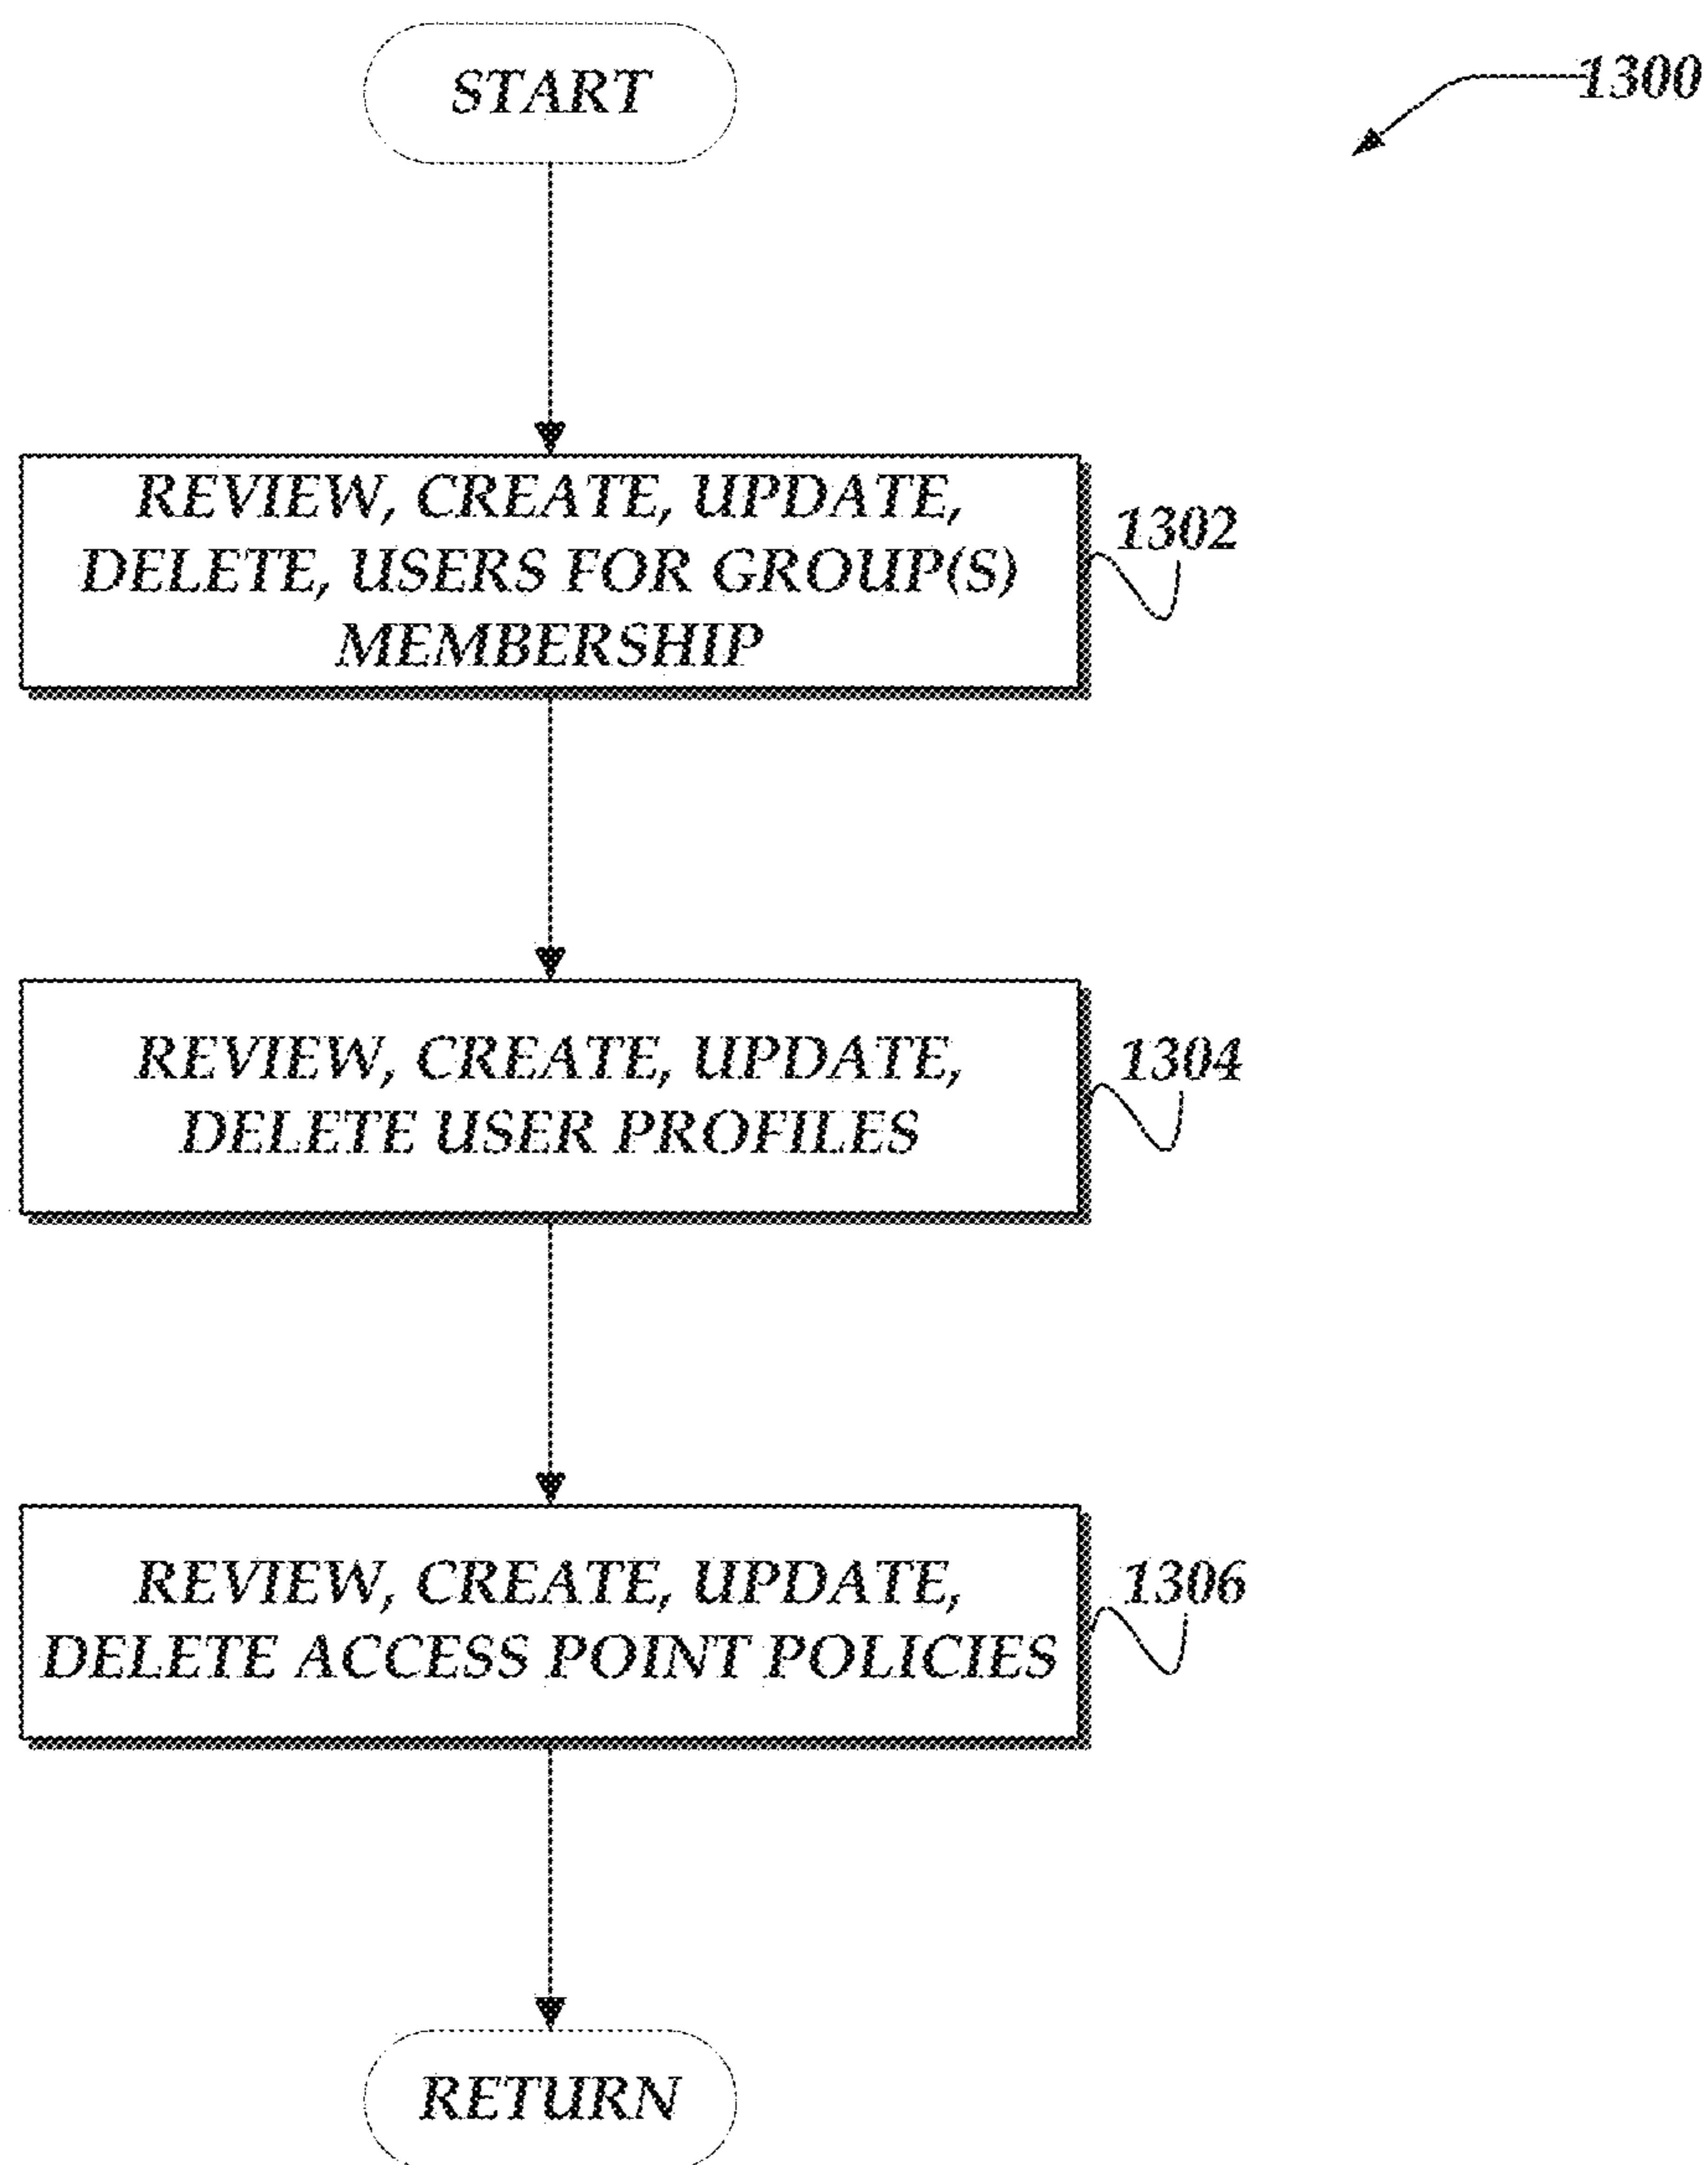 START
1300
REVIEW, CREATE, UPDATE,
DELETE, USERS FOR GROUP(S)
MEMBERSHIP
1302
REVIEW, CREATE, UPDATE,
DELETE USER PROFILES
1304
REVIEW, CREATE, UPDATE,
DELETE ACCESS POINT POLICIES
1306
RETURN